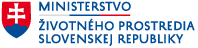 MINISTERSTVO
ŽIVOTNÉHO PROSTREDIA
SLOVENSKEJ REPUBLIKY